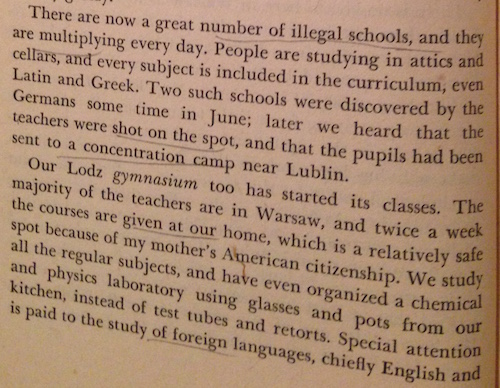 There are now a great number of illegal schools, and they
are multiplying every day. People are studying in attics and
cellars, and every subject is included in the curriculum, even
Latin and Greek. Two such schools were discovered by the
Germans some time in June; later we heard that the
teachers were shot on the spot, and that the pupils had been
sent to a concentration camp near Lublin.
Our Lodz gymnasium too has started its classes. The
majority of the teachers are in Warsaw, and twice a week
the courses are given at our home, which is a relatively safe
spot because of my mother's American citizenship. We study
all the regular subjects, and have even organized a chemical
and physics laboratory using glasses and pots from our
kitchen, instead of test tubes and retorts. Special attention
is paid to the study of foreign languages, chiefly English and